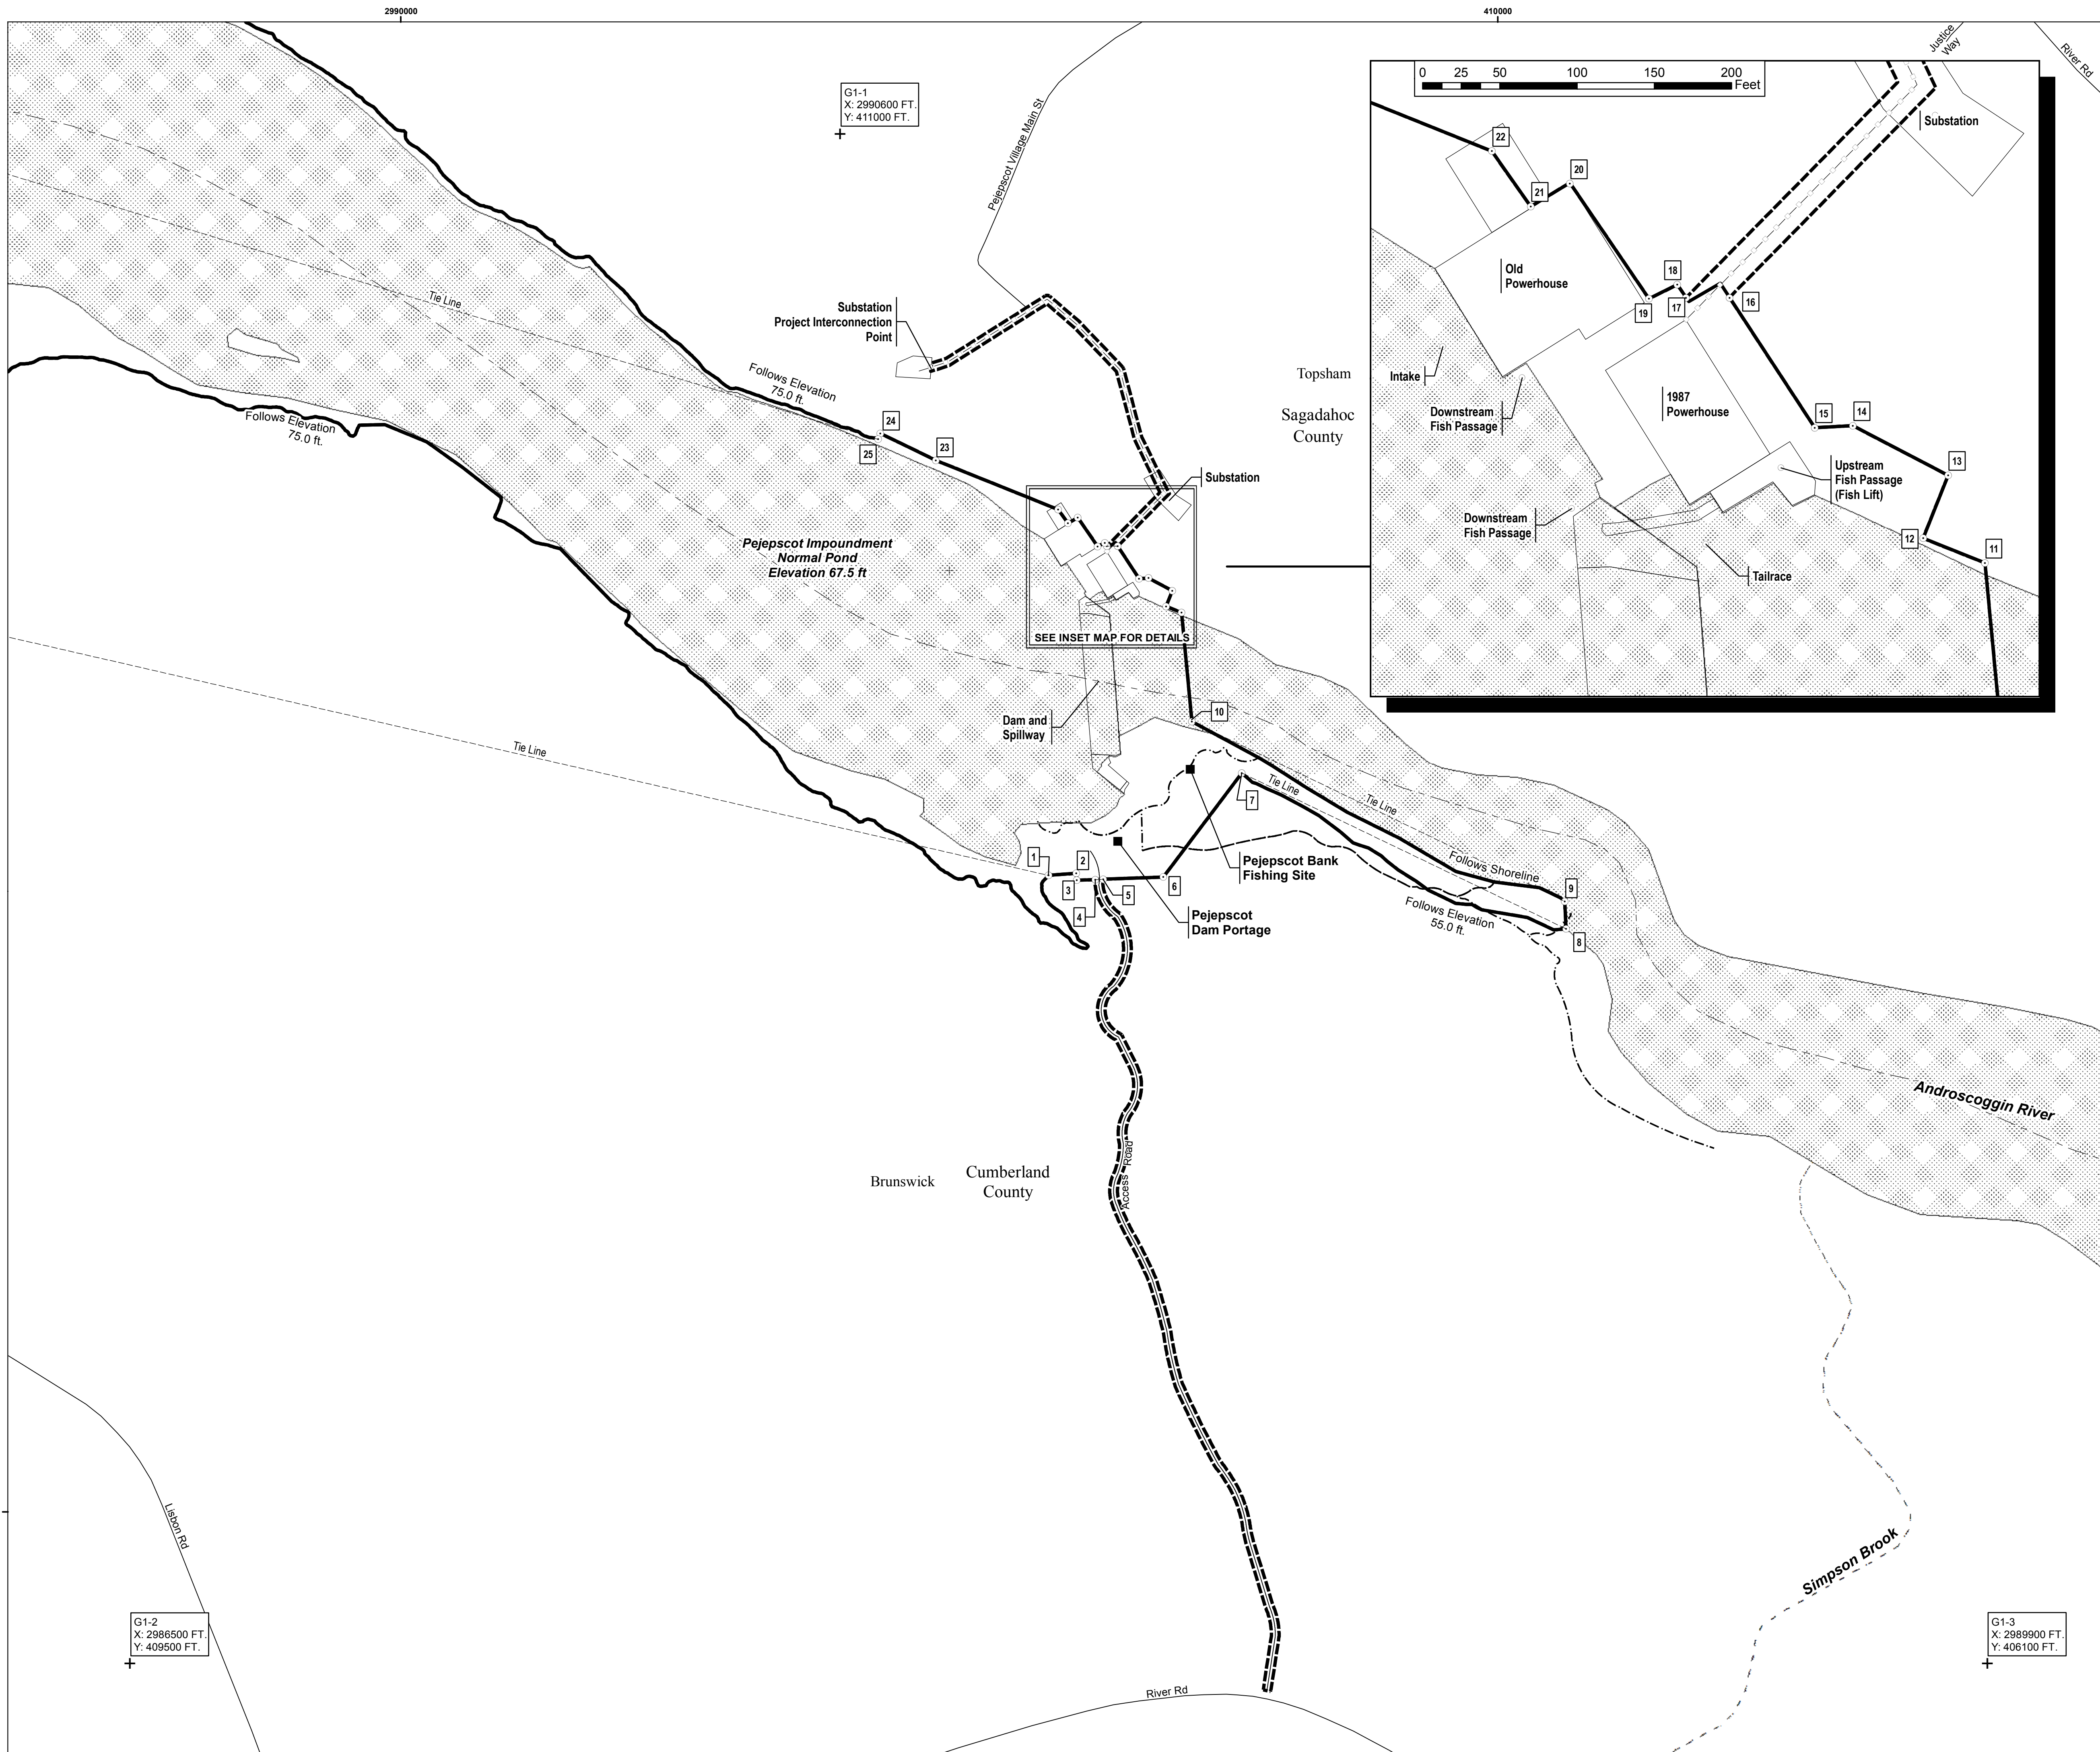 2990000
410000
G1-1
X: 2990600 FT.
Y: 411000 FT.
Pejepscot Village Main St
Justice
Way
River Rd
0 25 50 100 150 200
Feet
Substation
22
20
21
Old
Powerhouse
18
19
17
16
Intake
Downstream
Fish Passage
1987
Powerhouse
15
14
13
Upstream
Fish Passage
(Fish Lift)
Downstream
Fish Passage
12
11
Tailrace
Tie Line
Substation
Project Interconnection
Point
Follows Elevation
75.0 ft.
Follows Elevation
75.0 ft.
24
25
23
Topsham
Sagadahoc
County
Substation
Pejepscot Impoundment
Normal Pond
Elevation 67.5 ft
SEE INSET MAP FOR DETAILS
Tie Line
Dam and
Spillway
10
7
Tie Line
Tie Line
Follows Shoreline
1
2
3
4
5
6
Pejepscot Bank
Fishing Site
Pejepscot
Dam Portage
Follows Elevation
55.0 ft.
9
8
Androscoggin River
Brunswick
Cumberland
County
Access Road
Lisbon Rd
Simpson Brook
G1-2
X: 2986500 FT.
Y: 409500 FT.
G1-3
X: 2989900 FT.
Y: 406100 FT.
River Rd